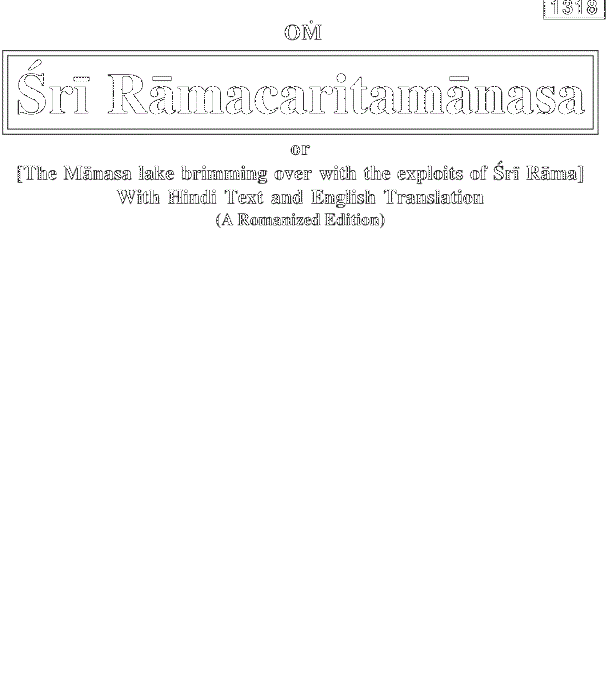 1318
OṀ
Śrī Rāmacaritamānasa
or
[The Mānasa lake brimming over with the exploits of Śrī Rāma]
With Hindi Text and English Translation
(A Romanized Edition)